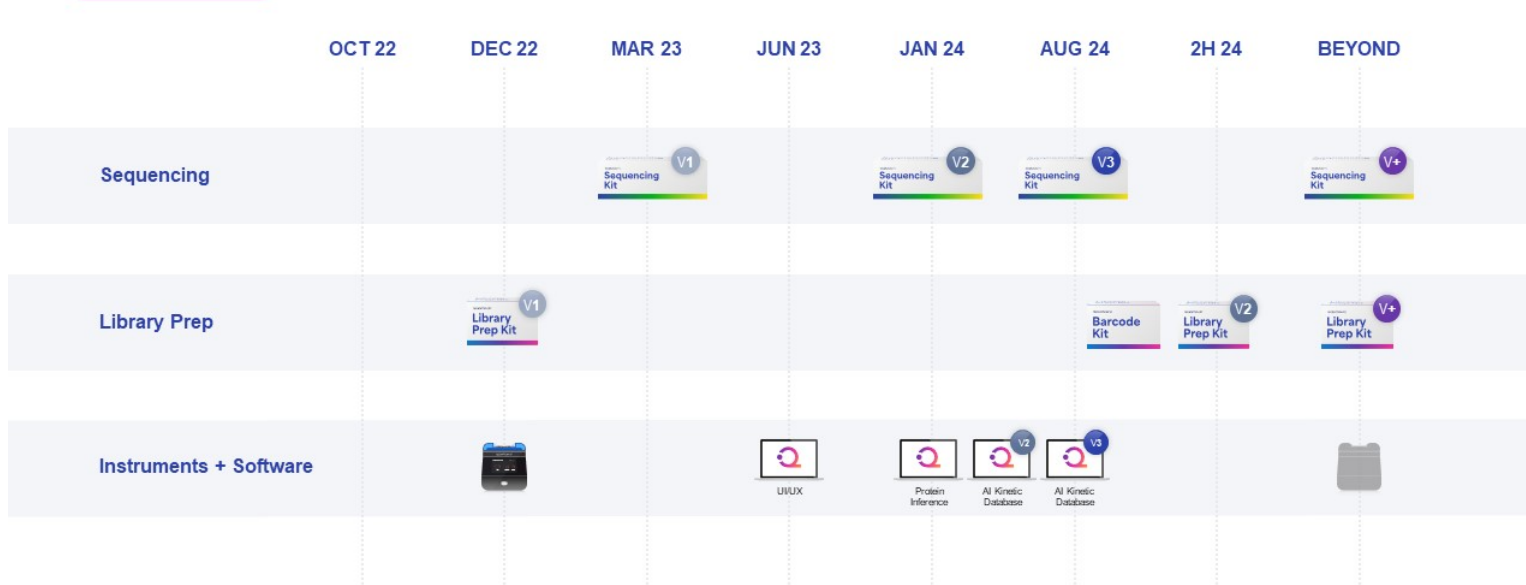 OCT 22 DEC 22 MAR 23 JUN 23 JAN 24 AUG 24 2H 24 BEYOND
Sequencing
V1
Sequencing
Kit
V2
Sequencing
Kit
V3
Sequencing
Kit
V+
Sequencing
Kit
Library Prep
V1
Library
Prep Kit
Barcode
Kit
V2
Library
Prep Kit
V+
Library
Prep Kit
Instruments + Software
UI/UX
Protein
Inference
V2
AI Kinetic
Database
V3
AI Kinetic
Database